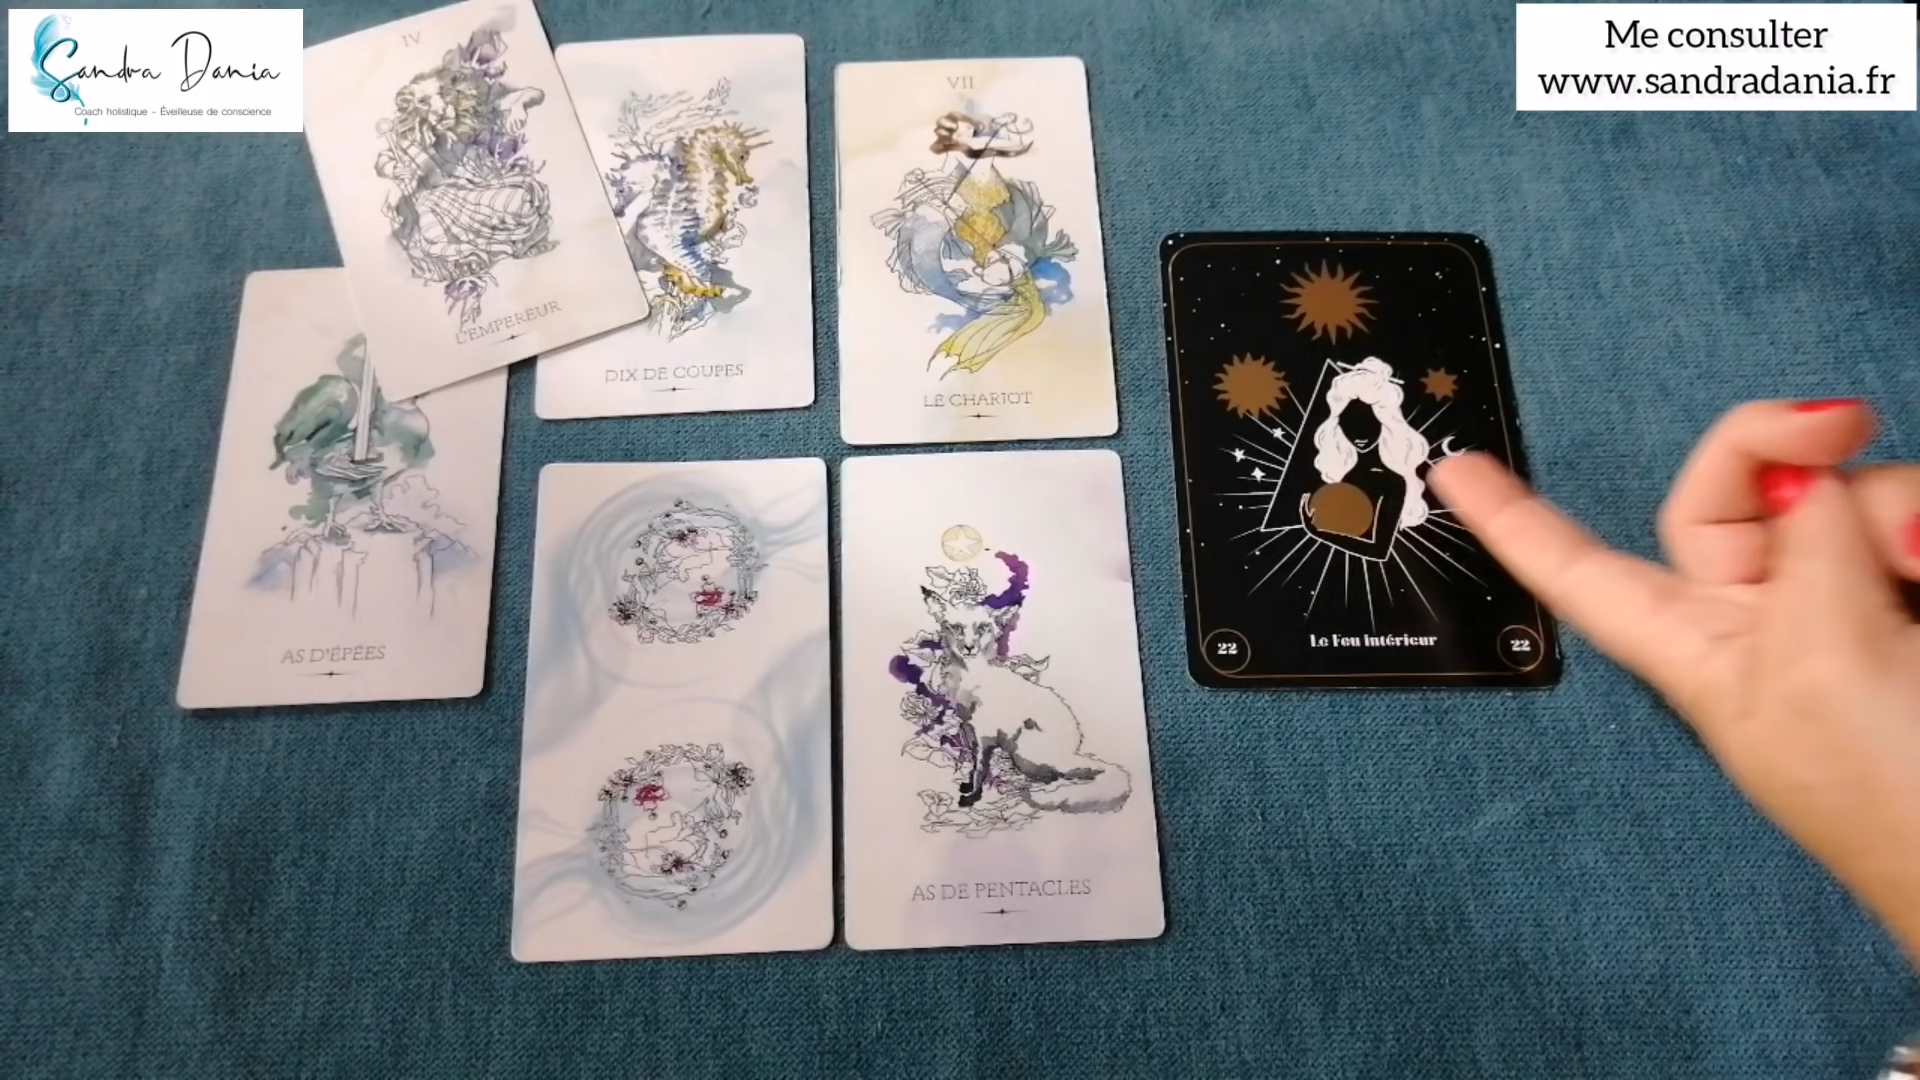 Sandra Dania
Coach holistique - Éveilleuse de conscience
Me consulter
www.sandradania.fr
IV
L'EMPEREUR
DIX DE COUPES
VII
LE CHARIOT
AS D'ÉPÉES
AS DE PENTACLES
Le Feu intérieur
22
22